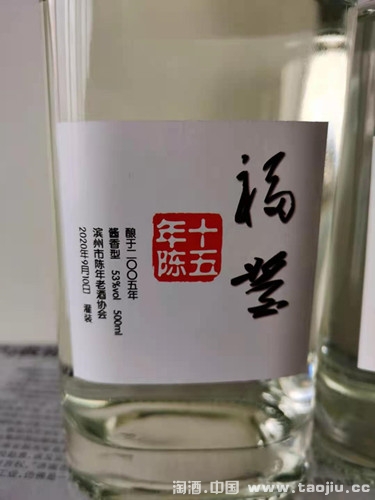 福
十五
年陈
酿于二〇〇五年
酱香型 53%vol 500ml
滨州市陈年老酒协会
2020年9月10日 灌装
淘酒.中国 www.taojiu.cc